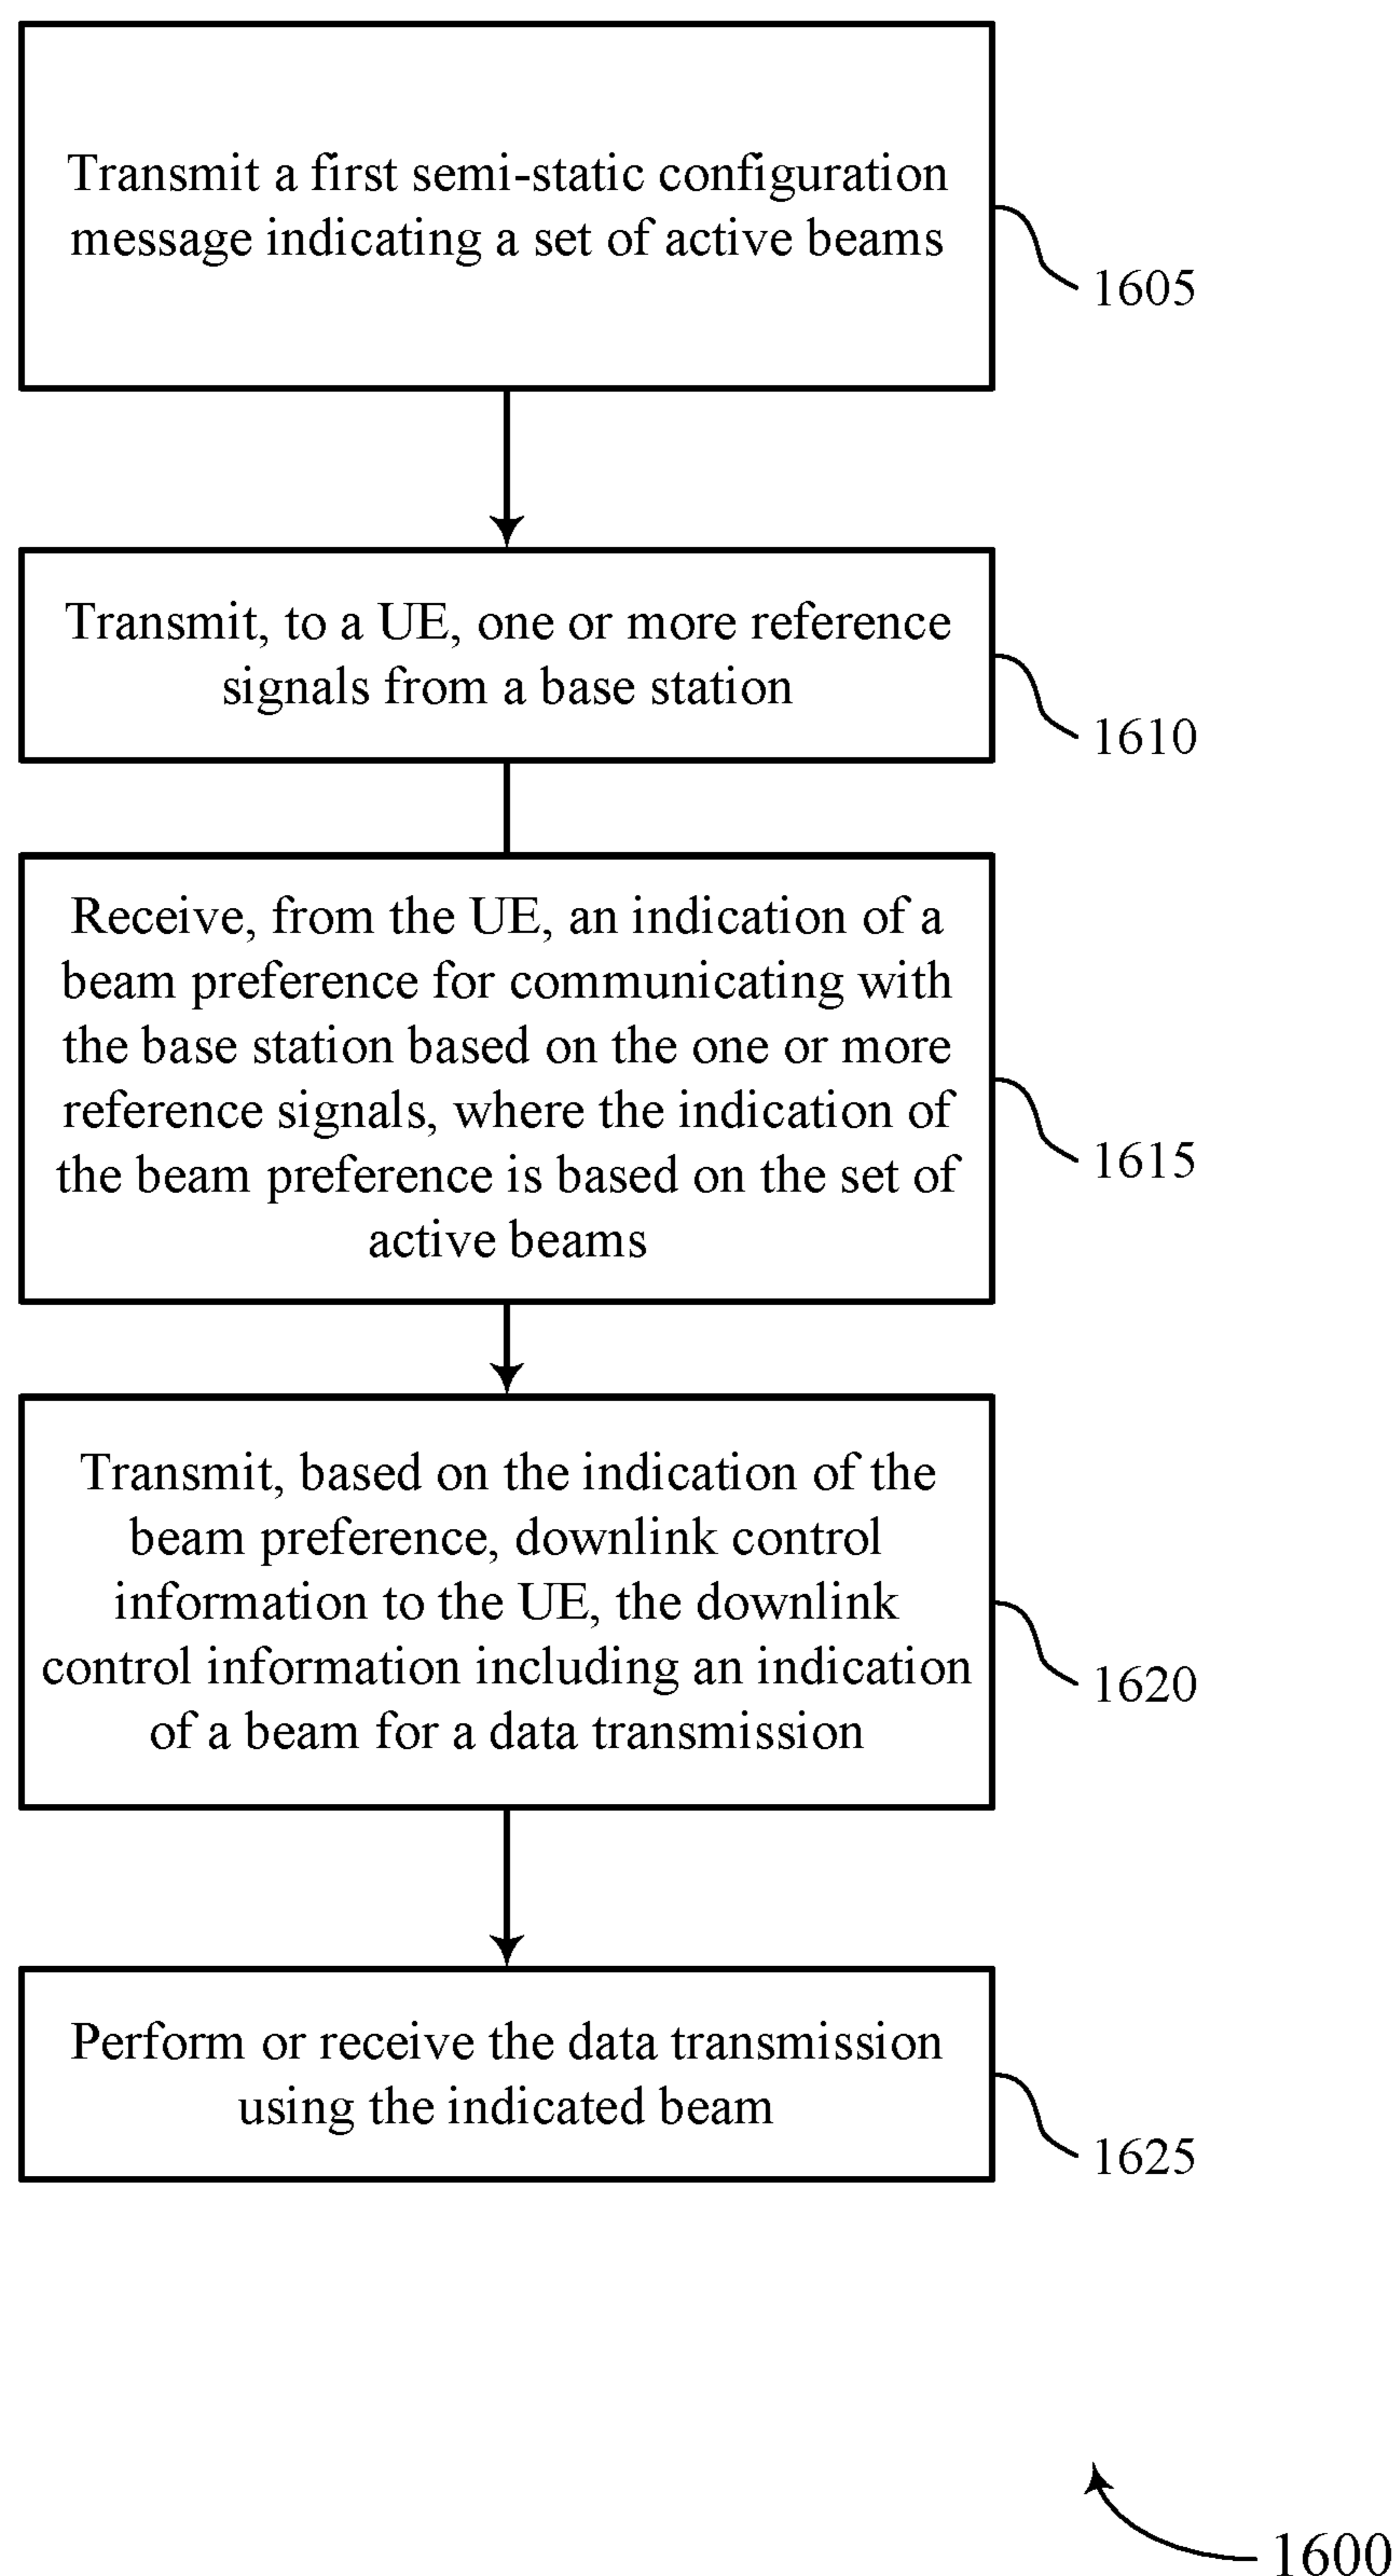 Transmit a first semi-static configuration
message indicating a set of active beams
1605
Transmit, to a UE, one or more reference
signals from a base station
1610
Receive, from the UE, an indication of a
beam preference for communicating with
the base station based on the one or more
reference signals, where the indication of
the beam preference is based on the set of
active beams
1615
Transmit, based on the indication of the
beam preference, downlink control
information to the UE, the downlink
control information including an indication
of a beam for a data transmission
1620
Perform or receive the data transmission
using the indicated beam
1625
1600